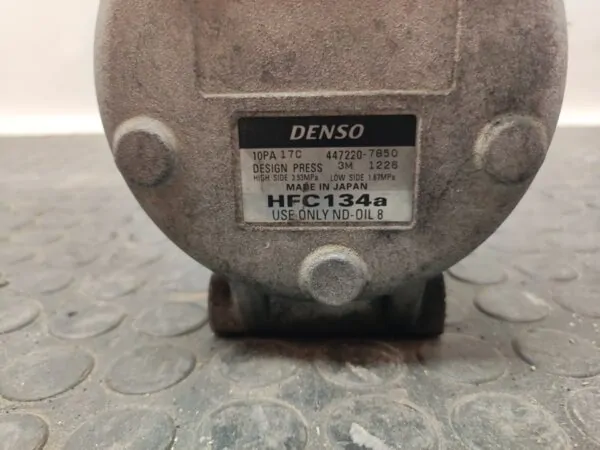 DENSO
10PA 17C 447220-7850
DESIGN PRESS 3M 1226
HIGH SIDE 3.53MPa LOW SIDE 1.67MPa
MADE IN JAPAN
HFC134a
USE ONLY ND-OIL 8